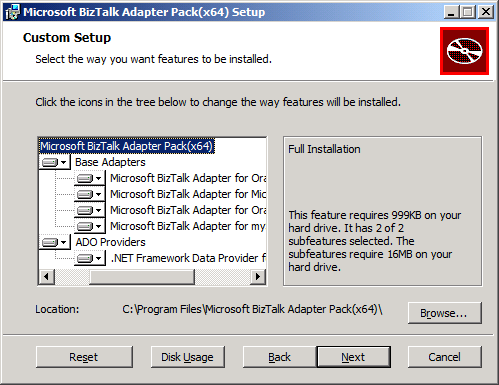 Microsoft BizTalk Adapter Pack(x64) Setup
Custom Setup
Select the way you want features to be installed.
Click the icons in the tree below to change the way features will be installed.
Microsoft BizTalk Adapter Pack(x64)
Base Adapters
Microsoft BizTalk Adapter for Ora
Microsoft BizTalk Adapter for Mic
Microsoft BizTalk Adapter for Ora
Microsoft BizTalk Adapter for my
ADO Providers
.NET Framework Data Provider f
Full Installation
This feature requires 999KB on your
hard drive. It has 2 of 2
subfeatures selected. The
subfeatures require 16MB on your
hard drive.
Location: C:\Program Files\Microsoft BizTalk Adapter Pack(x64)\
Browse...
Reset Disk Usage Back Next Cancel